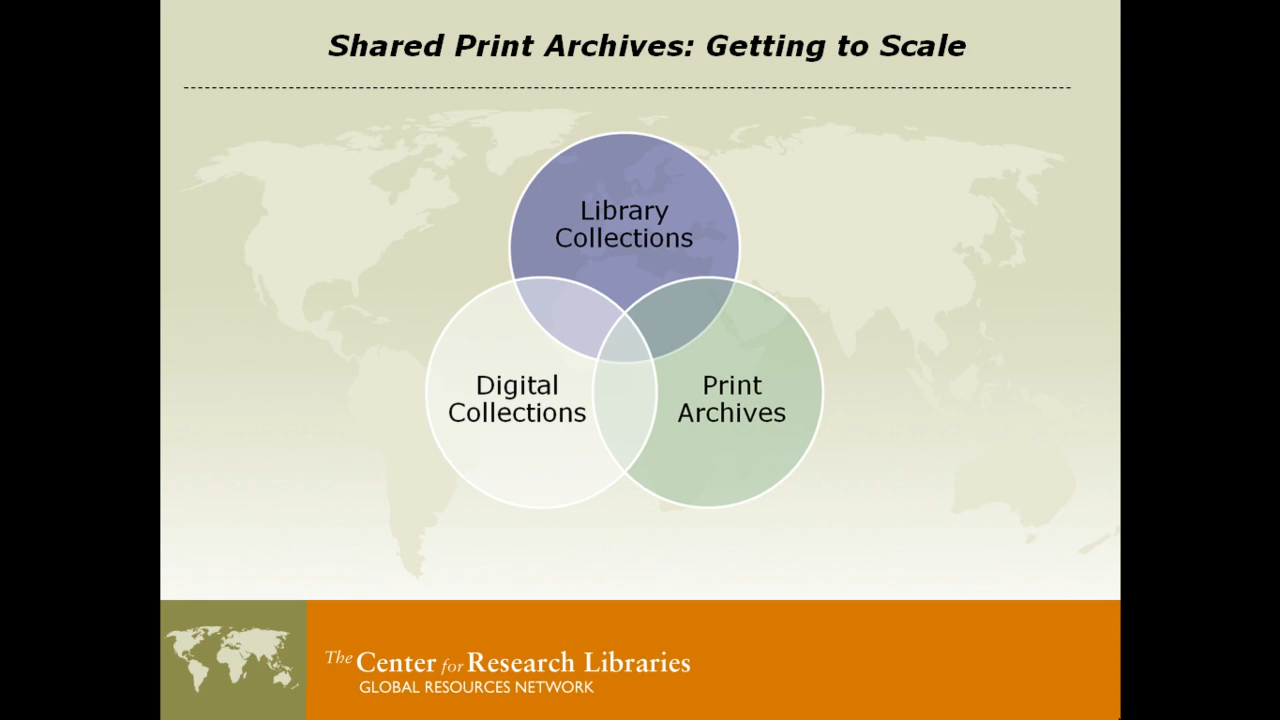 Shared Print Archives: Getting to Scale
Library
Collections
Digital
Collections
Print
Archives
The Center for Research Libraries
GLOBAL RESOURCES NETWORK